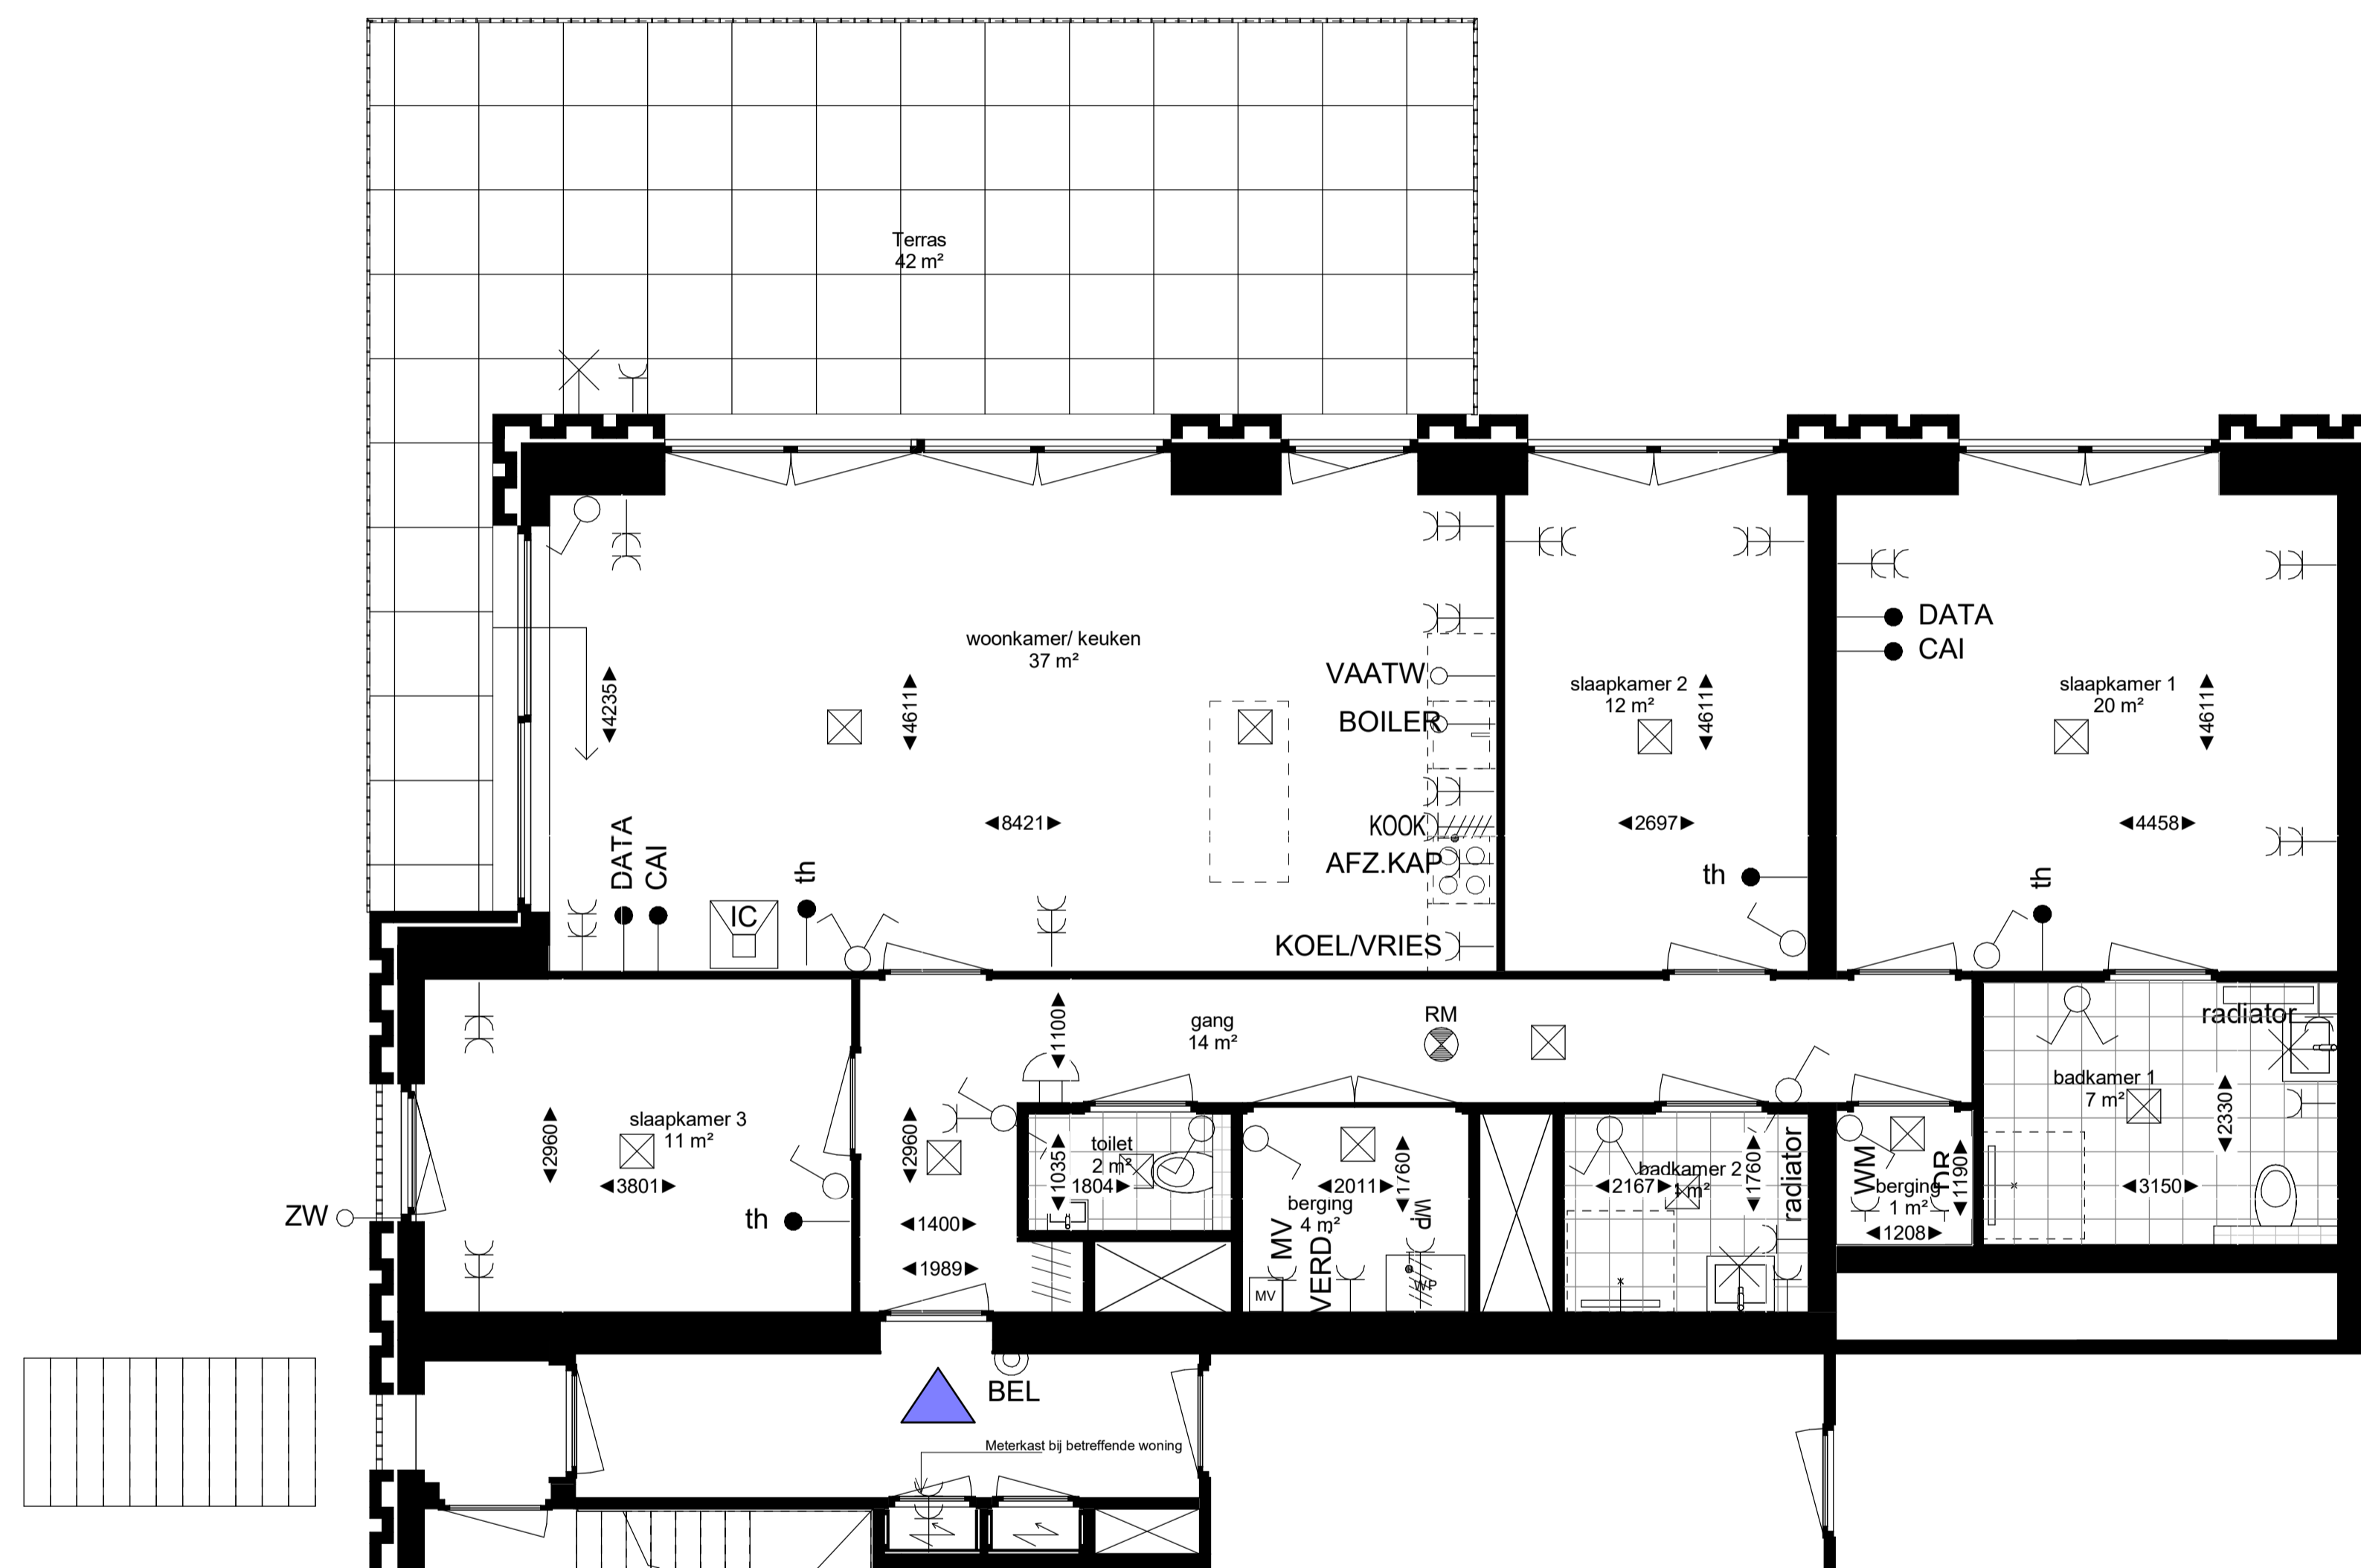 Terras
42 m²
woonkamer/ keuken
37 m²
VAATW
BOILER
KOOK
AFZ.KAP
KOEL/VRIES
4235
4611
8421
DATA
CAI
IC
th
slaapkamer 2
12 m²
4611
2697
th
DATA
CAI
slaapkamer 1
20 m²
4611
4458
th
slaapkamer 3
11 m²
2960
3801
th
ZW
gang
14 m²
RM
1100
2960
1400
1989
toilet
2 m²
1035
1804
berging
4 m²
2011
1760
MV
VERD.
MV
WP
WP
badkamer 2
2167
1760
radiator
WM
berging
1 m²
1190
1208
radiator
badkamer 1
7 m²
2330
3150
BEL
Meterkast bij betreffende woning